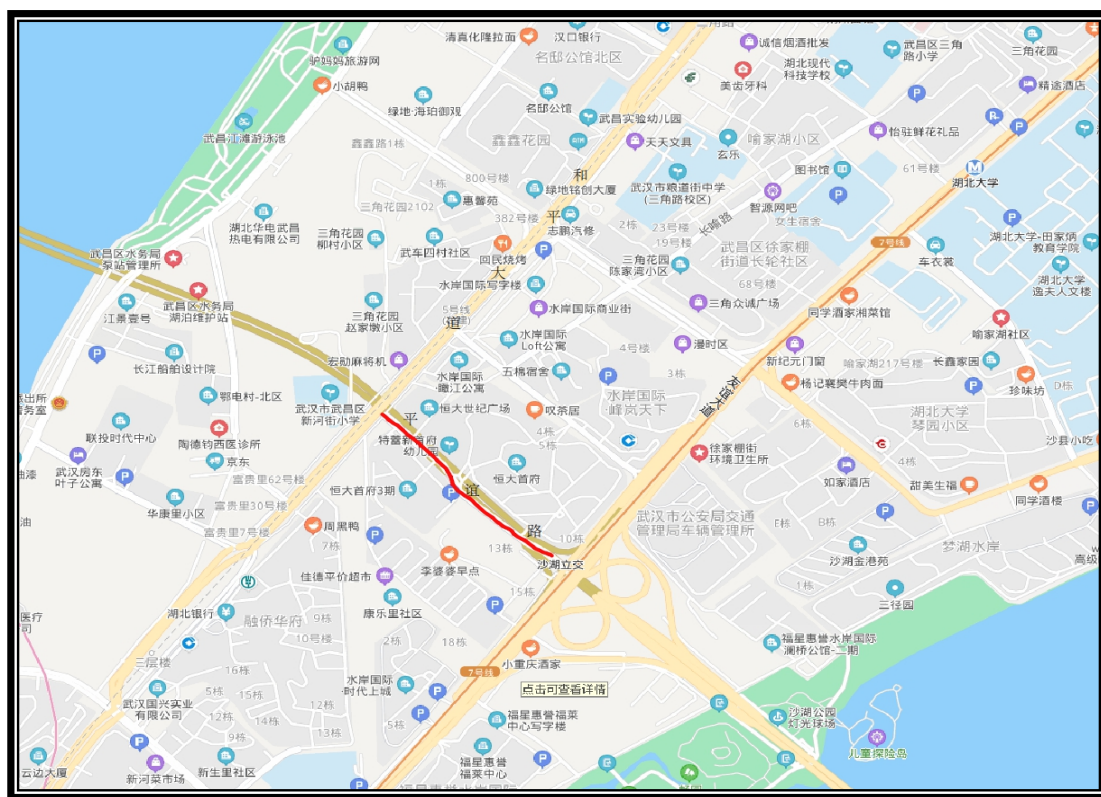 清真化隆拉面
汉口银行
名邸公馆北区
诚信烟酒批发
武昌区三角
路小学
三角花园
驴妈妈旅游网
小胡鸭
湖北现代
科技学校
美齿牙科
精途酒店
绿地·海珀御观
名邸公馆
武昌实验幼儿园
怡驻鲜花礼品
武昌江滩游泳池
鑫鑫路1栋
鑫鑫花园
天天文具
玄乐
喻家湖小区
图书馆
61号楼
湖北大学
1栋
800号楼
和
绿地铭创大厦
武汉市粮道街中学
(三角路校区)
智源网吧
女生宿舍
三角花园2102
惠馨苑
382号楼
平
志鹏汽修
2栋
23号楼
19号楼
长喻路
湖北华电武昌
热电有限公司
三角花园
柳村小区
武车四村社区
回民烧烤
三角花园
陈家湾小区
武昌区徐家棚
街道长轮社区
7号线
车衣裳
湖北大学-田家炳
教育学院
武昌区水务局
泵站管理所
大
水岸国际写字楼
68号楼
湖北大学
逸夫人文楼
武昌区水务局
湖泊维护站
江景壹号
三角花园
赵家墩小区
5号线
道
水岸国际商业街
三角众诚广场
同学酒家湘菜馆
喻家湖社区
水岸国际
Loft公寓
4号楼
漫时区
新纪元门窗
喻家湖217号楼
长鑫家园
长江船舶设计院
宏勋麻将机
水岸国际
·瞰江公寓
五棉宿舍
3栋
友谊大道
杨记襄樊牛肉面
珍味坊
D栋
派出所
鄂电村-北区
武汉市武昌区
新河街小学
平
恒大世纪广场
叹茶居
水岸国际
峰岚天下
6栋
湖北大学
琴园小区
联投时代中心
陶德钧西医诊所
特蕾新首府
幼儿园
4栋
5栋
徐家棚街
环境卫生所
沙县小吃
4栋
武汉房东
叶子公寓
京东
富贵里62号楼
恒大首府3期
谊
恒大首府
如家酒店
甜美生福
同学酒楼
华康里小区
富贵里30号楼
富贵里7号楼
周黑鸭
7栋
路
10栋
13栋
武汉市公安局交通
管理局车辆管理所
E栋
B栋
沙湖金港苑
梦湖水岸
沙湖立交
李婆婆早点
佳德平价超市
15栋
1栋
三径园
湖北银行
融侨华府
9栋
10号楼
康乐里社区
2栋
18栋
福星惠誉水岸国际
澜桥公馆-二期
三层楼
16栋
小重庆酒家
7号线
水岸国际
·时代上城
点击可查看详情
武汉国兴实业
有限公司
5栋
15栋
12栋
14栋
12栋
13栋
5栋
福星惠誉福莱
中心写字楼
沙湖公园
灯光球场
儿童探险岛
云边大厦
新河菜市场
新生里社区
福星惠誉
福莱中心
福星惠誉水岸国际